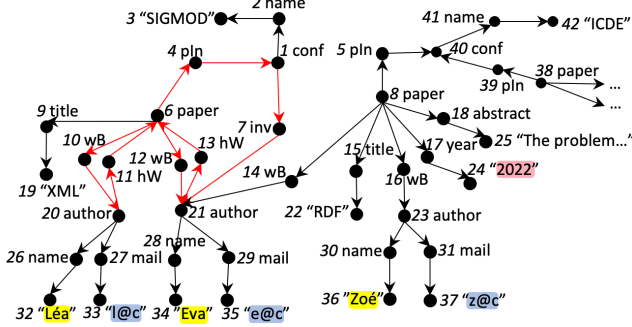 2 name
41 name
3 "SIGMOD"
42 "ICDE"
4 pIn
1 conf
5 pIn
40 conf
39 pIn
38 paper
...
...
8 paper
9 title
6 paper
7 inv
18 abstract
10 wB
13 hW
12 wB
11 hW
14 wB
15 title
17 year
25 "The problem..."
16 wB
24 "2022"
19 "XML"
20 author
21 author
22 "RDF"
23 author
28 name
26 name
27 mail
29 mail
30 name
31 mail
32 "Léa"
33 "l@c"
34 "Eva"
35 "e@c"
36 "Zoé"
37 "z@c"